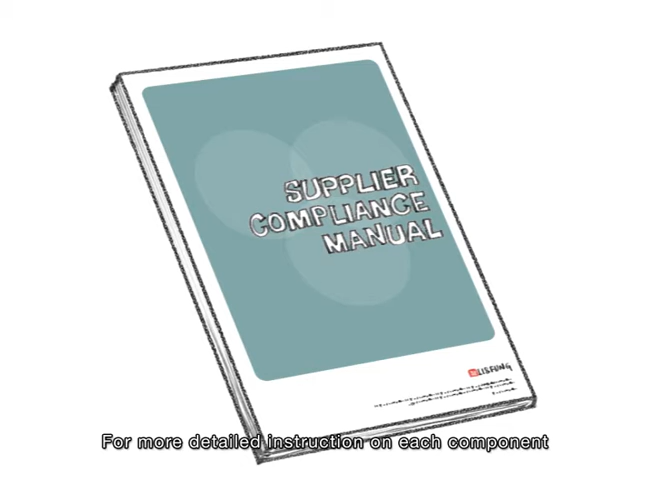 SUPPLIER
COMPLIANCE
MANUAL
LI&FUNG
For more detailed instruction on each component